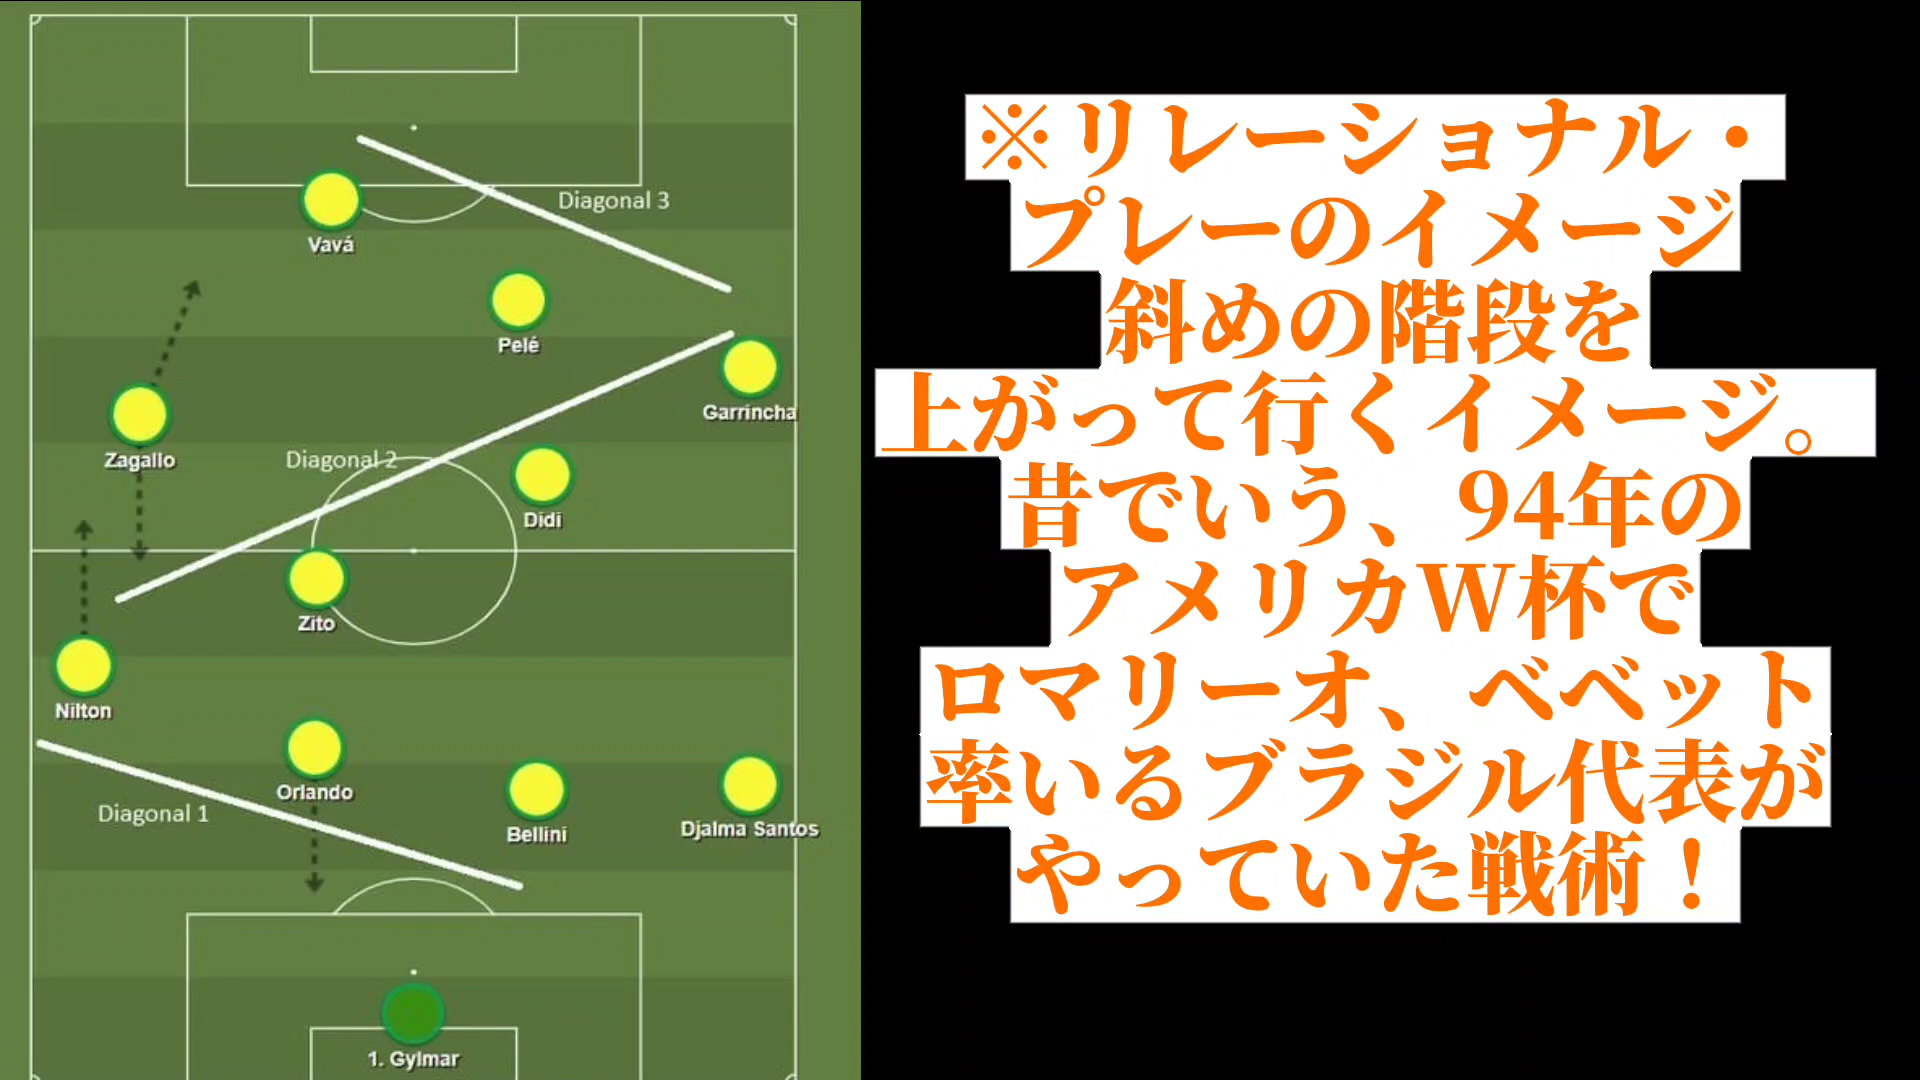 Diagonal 3
Vavá
Pelé
Garrincha
Zagallo
Diagonal 2
Didi
Zito
Nilton
Orlando
Diagonal 1
Bellini
Djalma Santos
1. Gylmar
※リレーショナル・
プレーのイメージ
斜めの階段を
上がって行くイメージ。
昔でいう、94年の
アメリカW杯で
ロマリーオ、ベベット
率いるブラジル代表が
やっていた戦術！